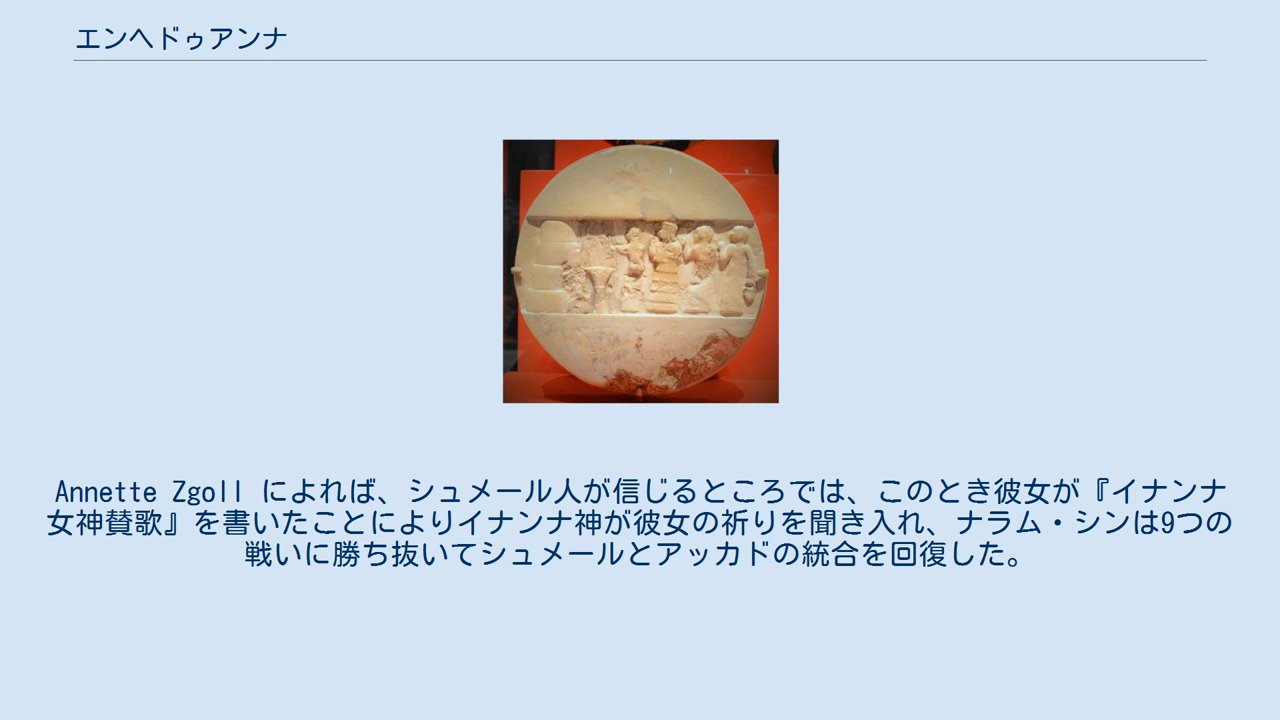 エンヘドゥアンナ
Annette Zgoll によれば、シュメール人が信じるところでは、このとき彼女が『イナンナ
女神賛歌』を書いたことによりイナンナ神が彼女の祈りを聞き入れ、ナラム・シンは9つの
戦いに勝ち抜いてシュメールとアッカドの統合を回復した。